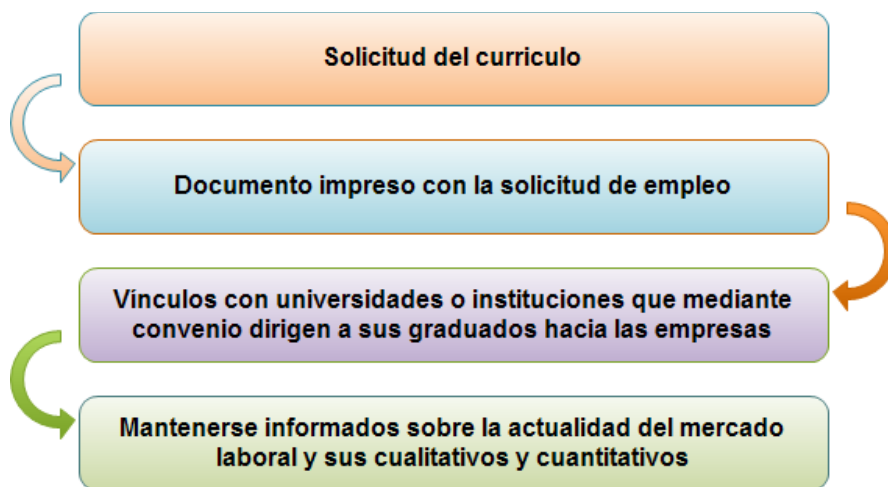 Solicitud del curriculo
Documento impreso con la solicitud de empleo
Vínculos con universidades o instituciones que mediante
convenio dirigen a sus graduados hacia las empresas
Mantenerse informados sobre la actualidad del mercado
laboral y sus cualitativos y cuantitativos